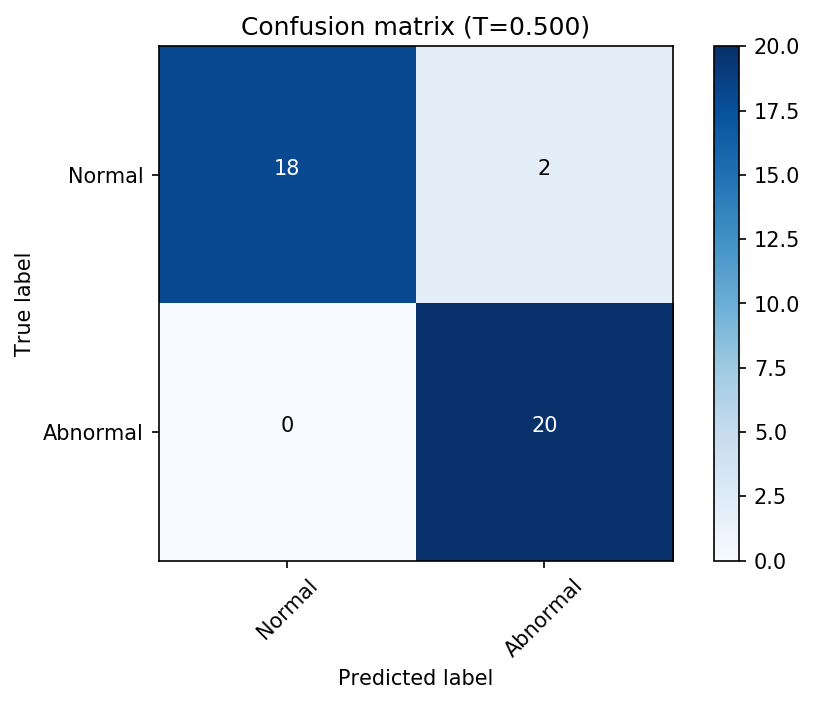 Confusion matrix (T=0.500)
True label
Normal
Abnormal
18
2
0
20
Normal
Abnormal
Predicted label
20.0
17.5
15.0
12.5
10.0
7.5
5.0
2.5
0.0